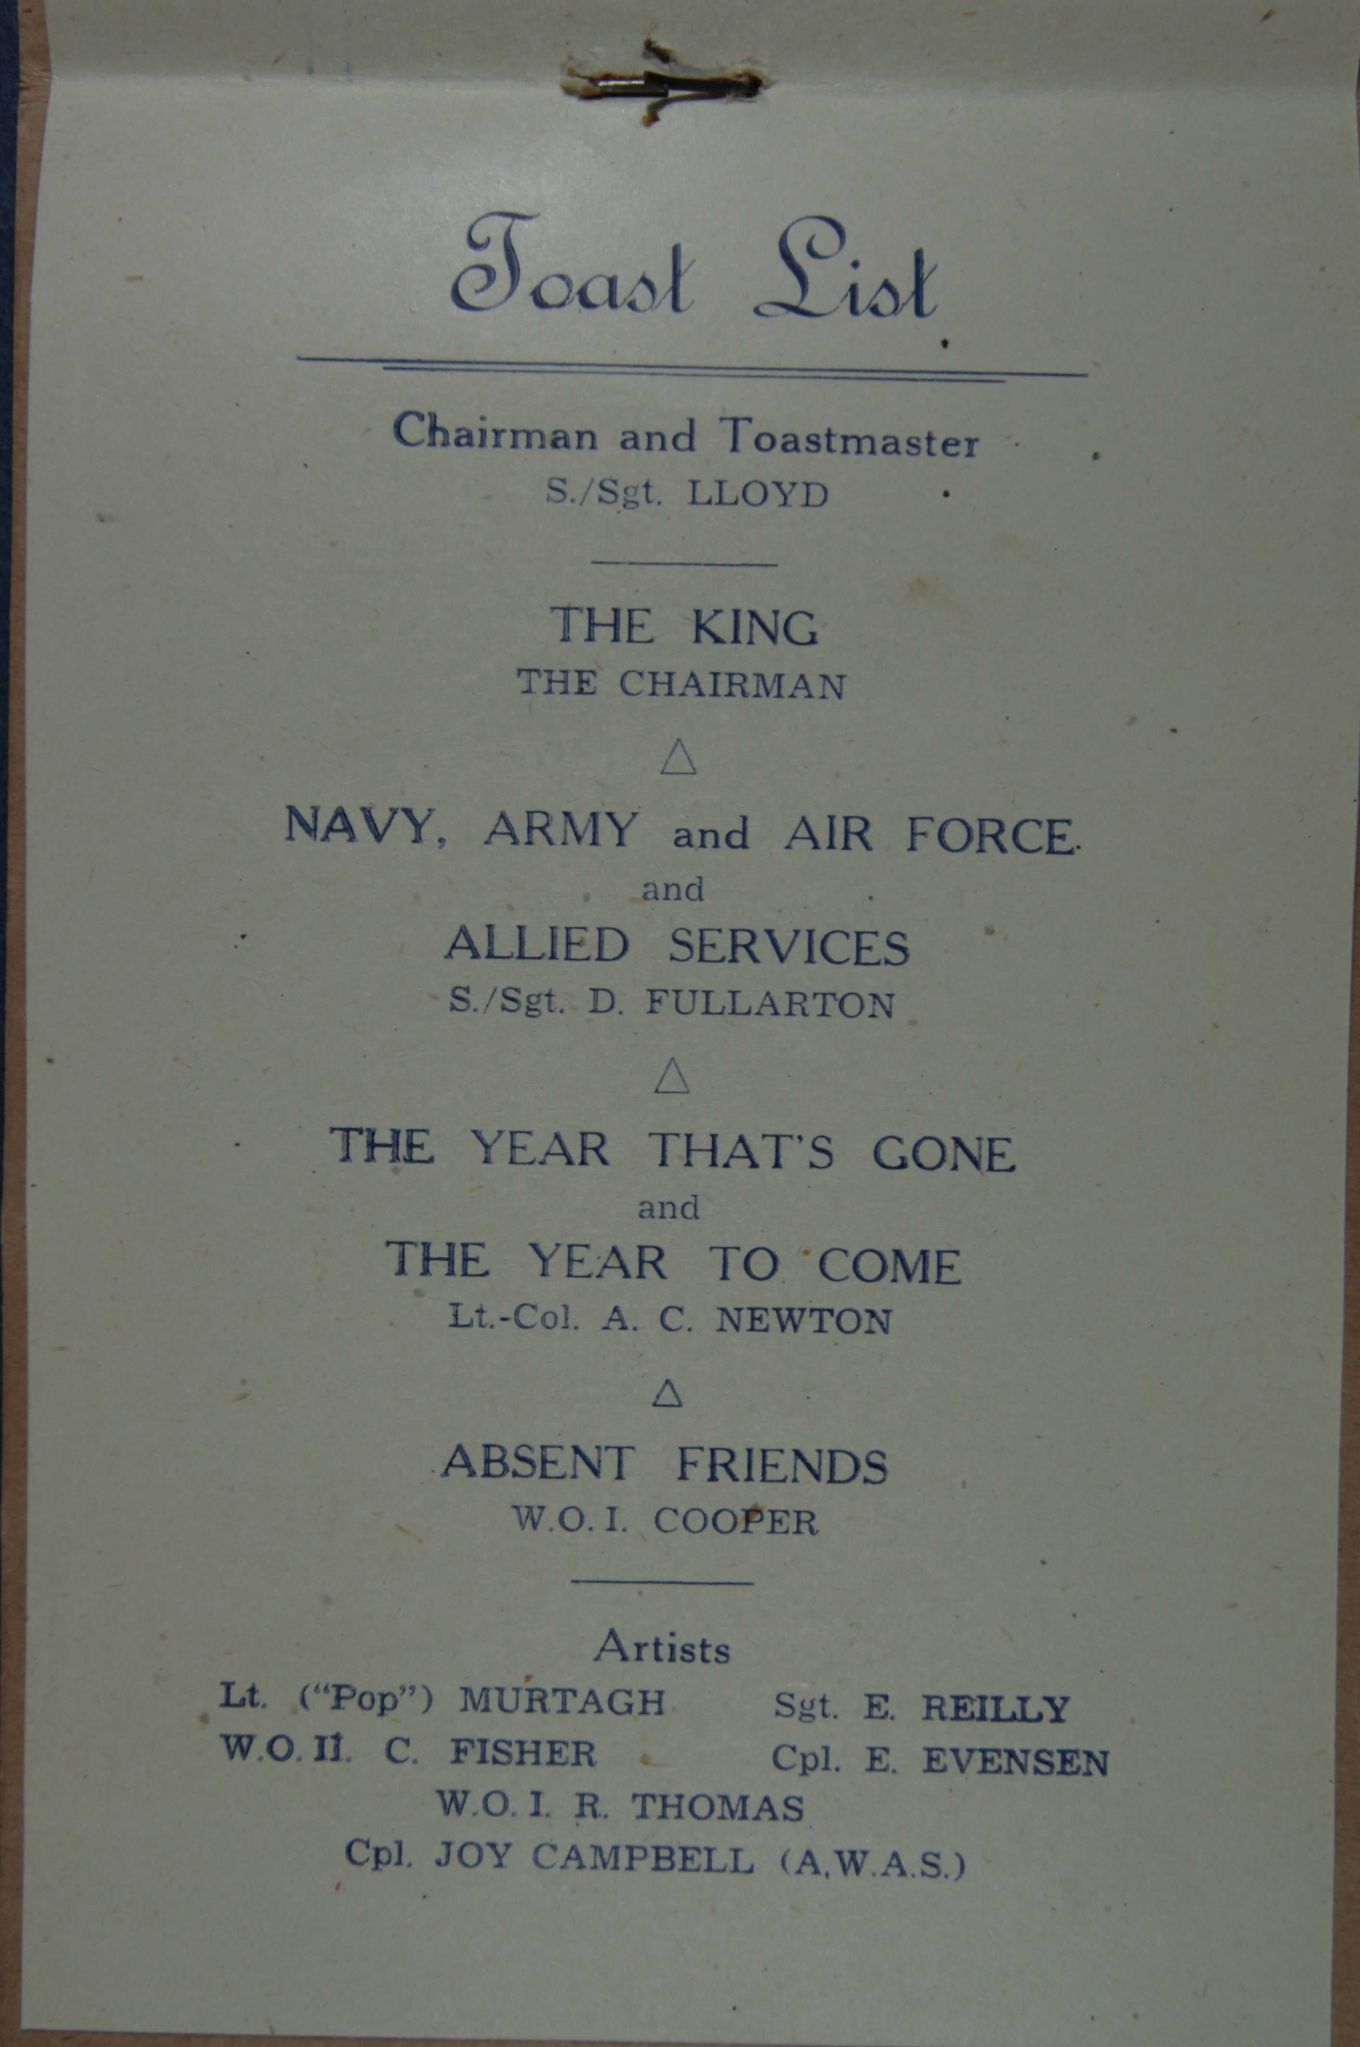 Toast List
Chairman and Toastmaster
S./Sgt. LLOYD
THE KING
THE CHAIRMAN
NAVY, ARMY and AIR FORCE
and
ALLIED SERVICES
S./Sgt. D. FULLARTON
THE YEAR THAT'S GONE
and
THE YEAR TO COME
Lt.-Col. A. C. NEWTON
ABSENT FRIENDS
W.O. I. COOPER
Artists
Lt. ("Pop") MURTAGH Sgt. E. REILLY
W.O. II. C. FISHER Cpl. E. EVENSEN
W.O. I. R. THOMAS
Cpl. JOY CAMPBELL (A.W.A.S.)